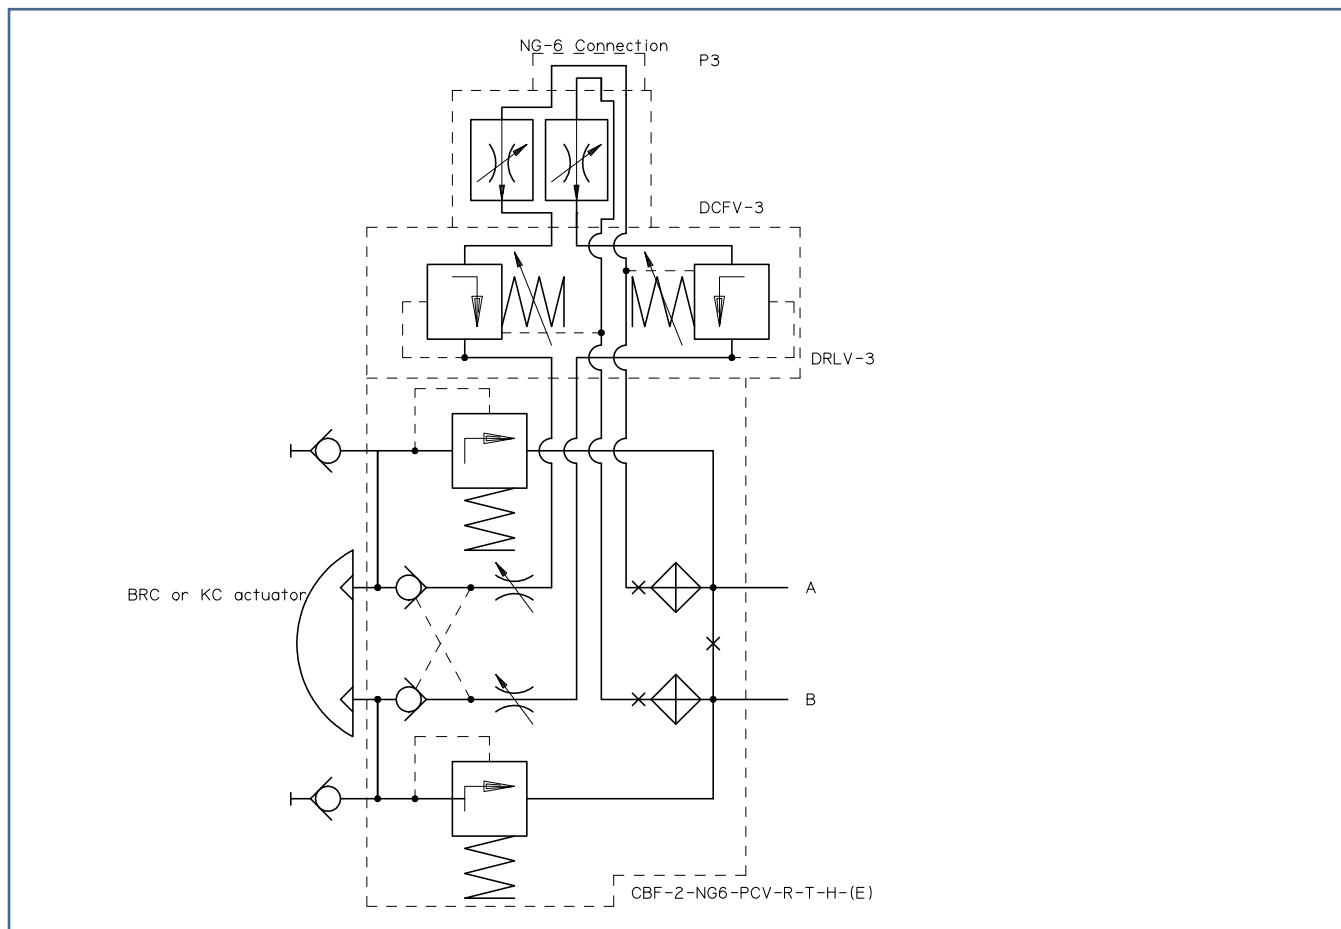 NG-6 Connection
P3
DCFV-3
DRLV-3
BRC or KC actuator
A
B
CBF-2-NG6-PCV-R-T-H-(E)